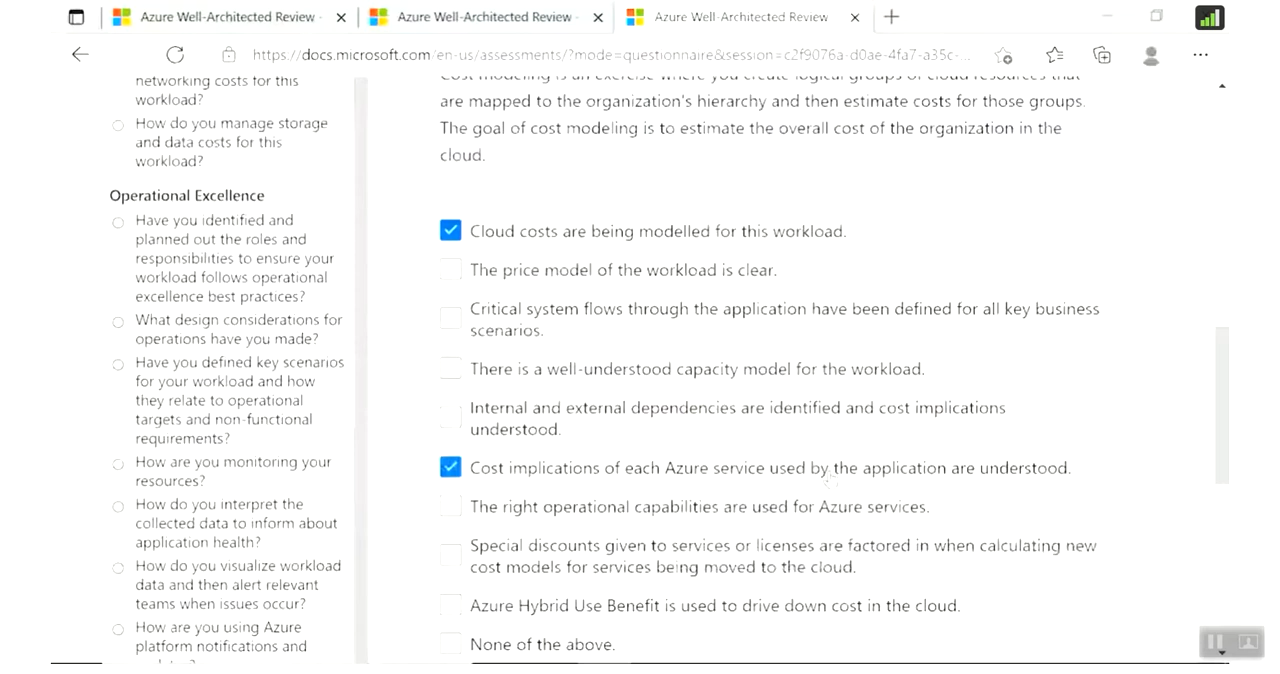 Azure Well-Architected Review
Azure Well-Architected Review
Azure Well-Architected Review
https://docs.microsoft.com/en-us/assessments/?mode=questionnaire&session=c2f9076a-d0ae-4fa7-a35c-...
networking costs for this
workload?
How do you manage storage
and data costs for this
workload?
Operational Excellence
Have you identified and
planned out the roles and
responsibilities to ensure your
workload follows operational
excellence best practices?
What design considerations for
operations have you made?
Have you defined key scenarios
for your workload and how
they relate to operational
targets and non-functional
requirements?
How are you monitoring your
resources?
How do you interpret the
collected data to inform about
application health?
How do you visualize workload
data and then alert relevant
teams when issues occur?
How are you using Azure
platform notifications and
Cost modeling is an exercise where you create logical groups of cloud resources that
are mapped to the organization's hierarchy and then estimate costs for those groups.
The goal of cost modeling is to estimate the overall cost of the organization in the
cloud.
Cloud costs are being modelled for this workload.
The price model of the workload is clear.
Critical system flows through the application have been defined for all key business
scenarios.
There is a well-understood capacity model for the workload.
Internal and external dependencies are identified and cost implications
understood.
Cost implications of each Azure service used by the application are understood.
The right operational capabilities are used for Azure services.
Special discounts given to services or licenses are factored in when calculating new
cost models for services being moved to the cloud.
Azure Hybrid Use Benefit is used to drive down cost in the cloud.
None of the above.